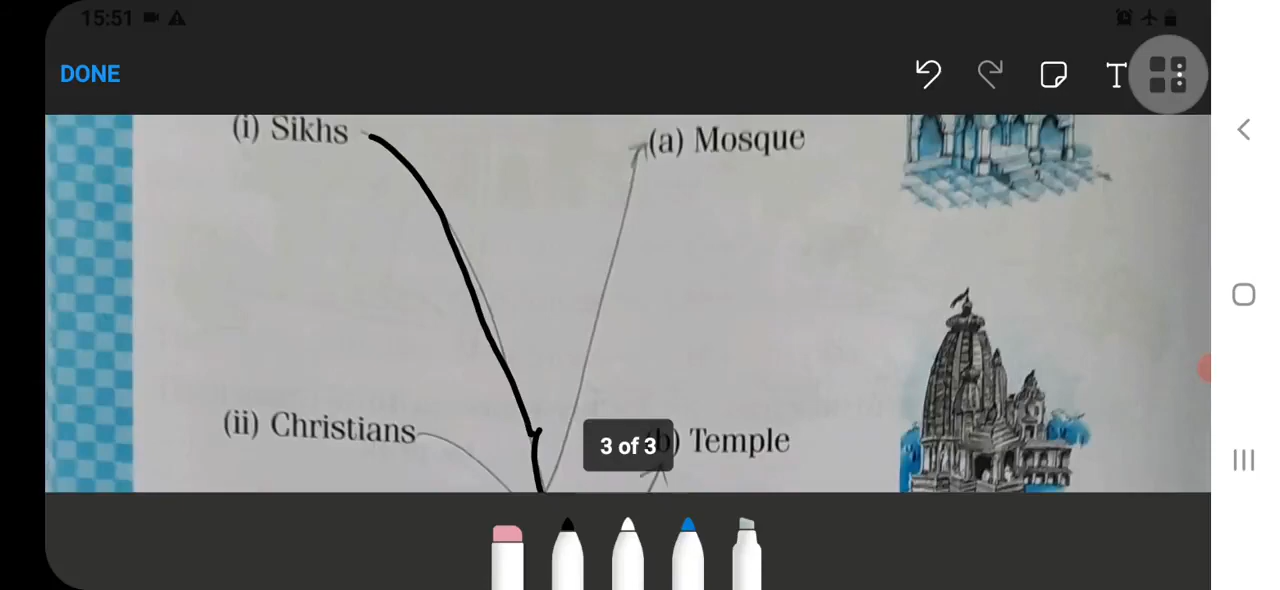 15:51
DONE
T
(i) Sikhs
(a) Mosque
(ii) Christians
3 of 3
b) Temple